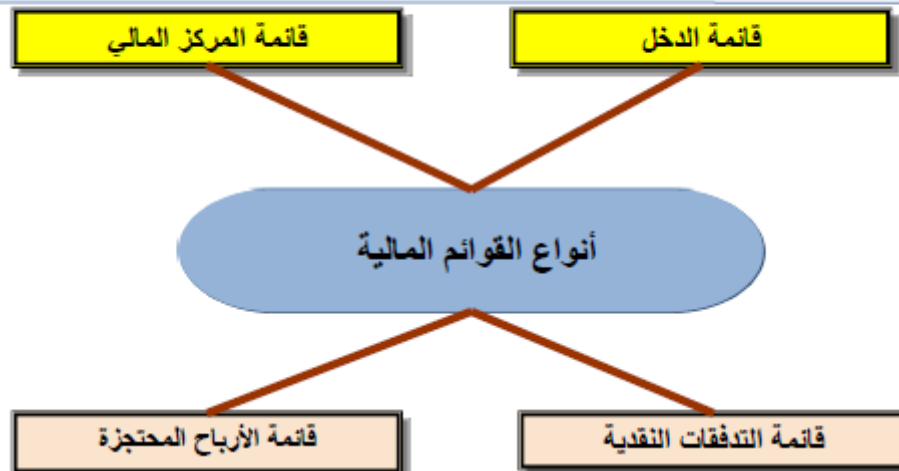 قائمة الدخل
قائمة المركز المالي
أنواع القوائم المالية
قائمة التدفقات النقدية
قائمة الأرباح المحتجزة